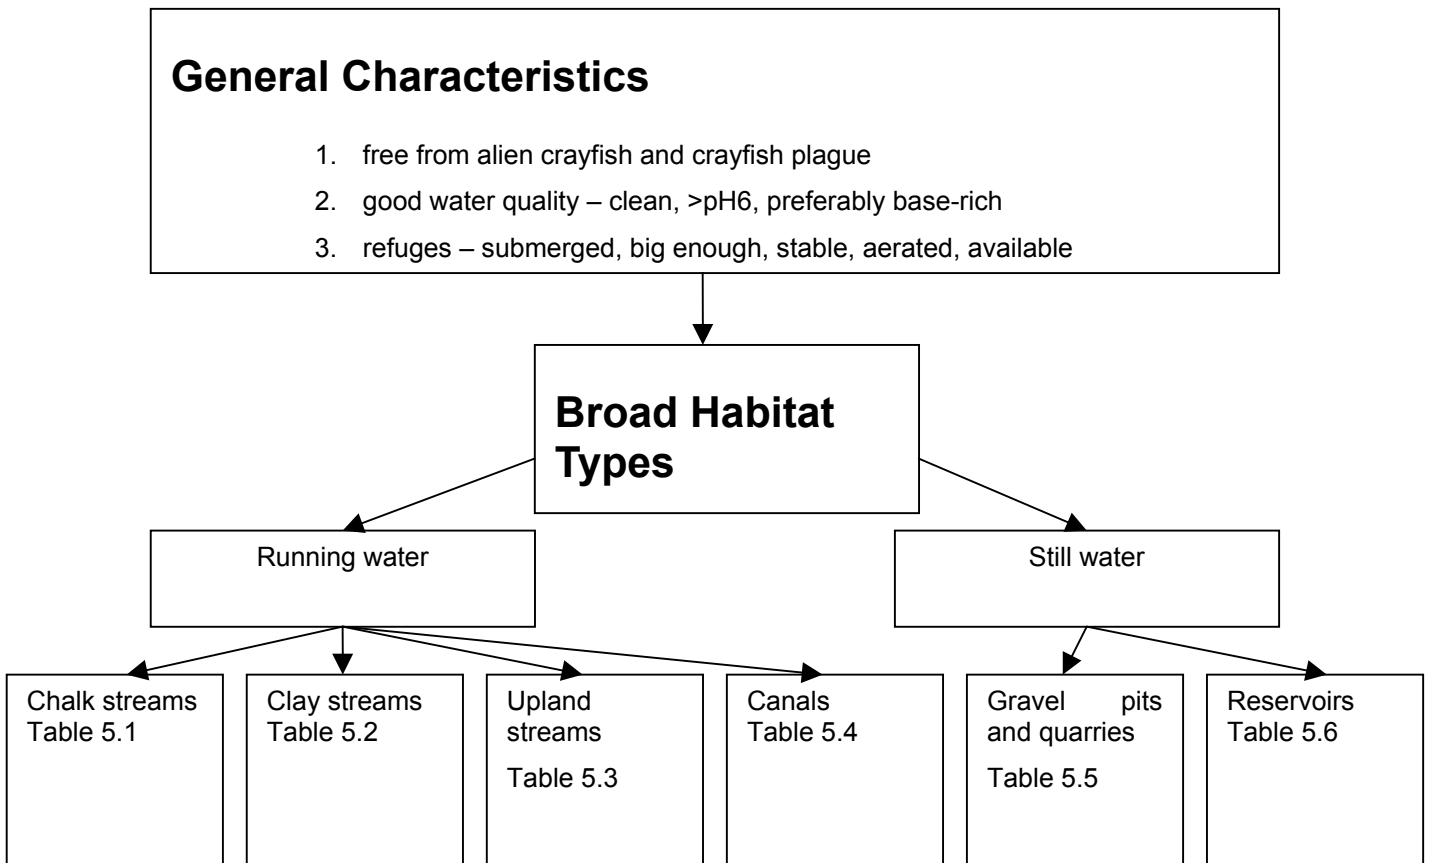 General Characteristics
1. free from alien crayfish and crayfish plague
2. good water quality – clean, >pH6, preferably base-rich
3. refuges – submerged, big enough, stable, aerated, available
Broad Habitat
Types
Running water
Still water
Chalk streams
Table 5.1
Clay streams
Table 5.2
Upland
streams
Table 5.3
Canals
Table 5.4
Gravel pits
and quarries
Table 5.5
Reservoirs
Table 5.6